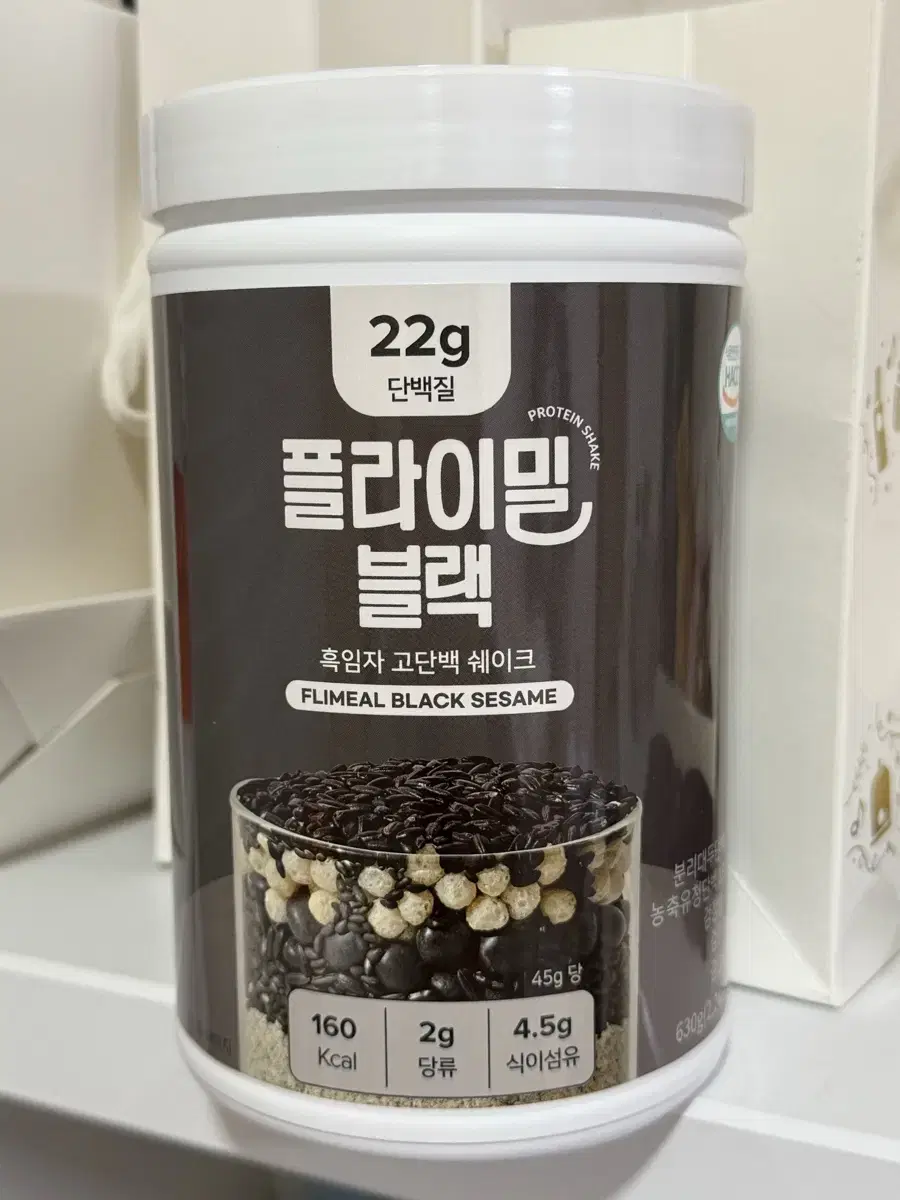 22g
단백질
PROTEIN SHAKE
플라이밀
블랙
흑임자 고단백 쉐이크
FLIMEAL BLACK SESAME
45g 당
160
Kcal
2g
당류
4.5g
식이섬유
630g